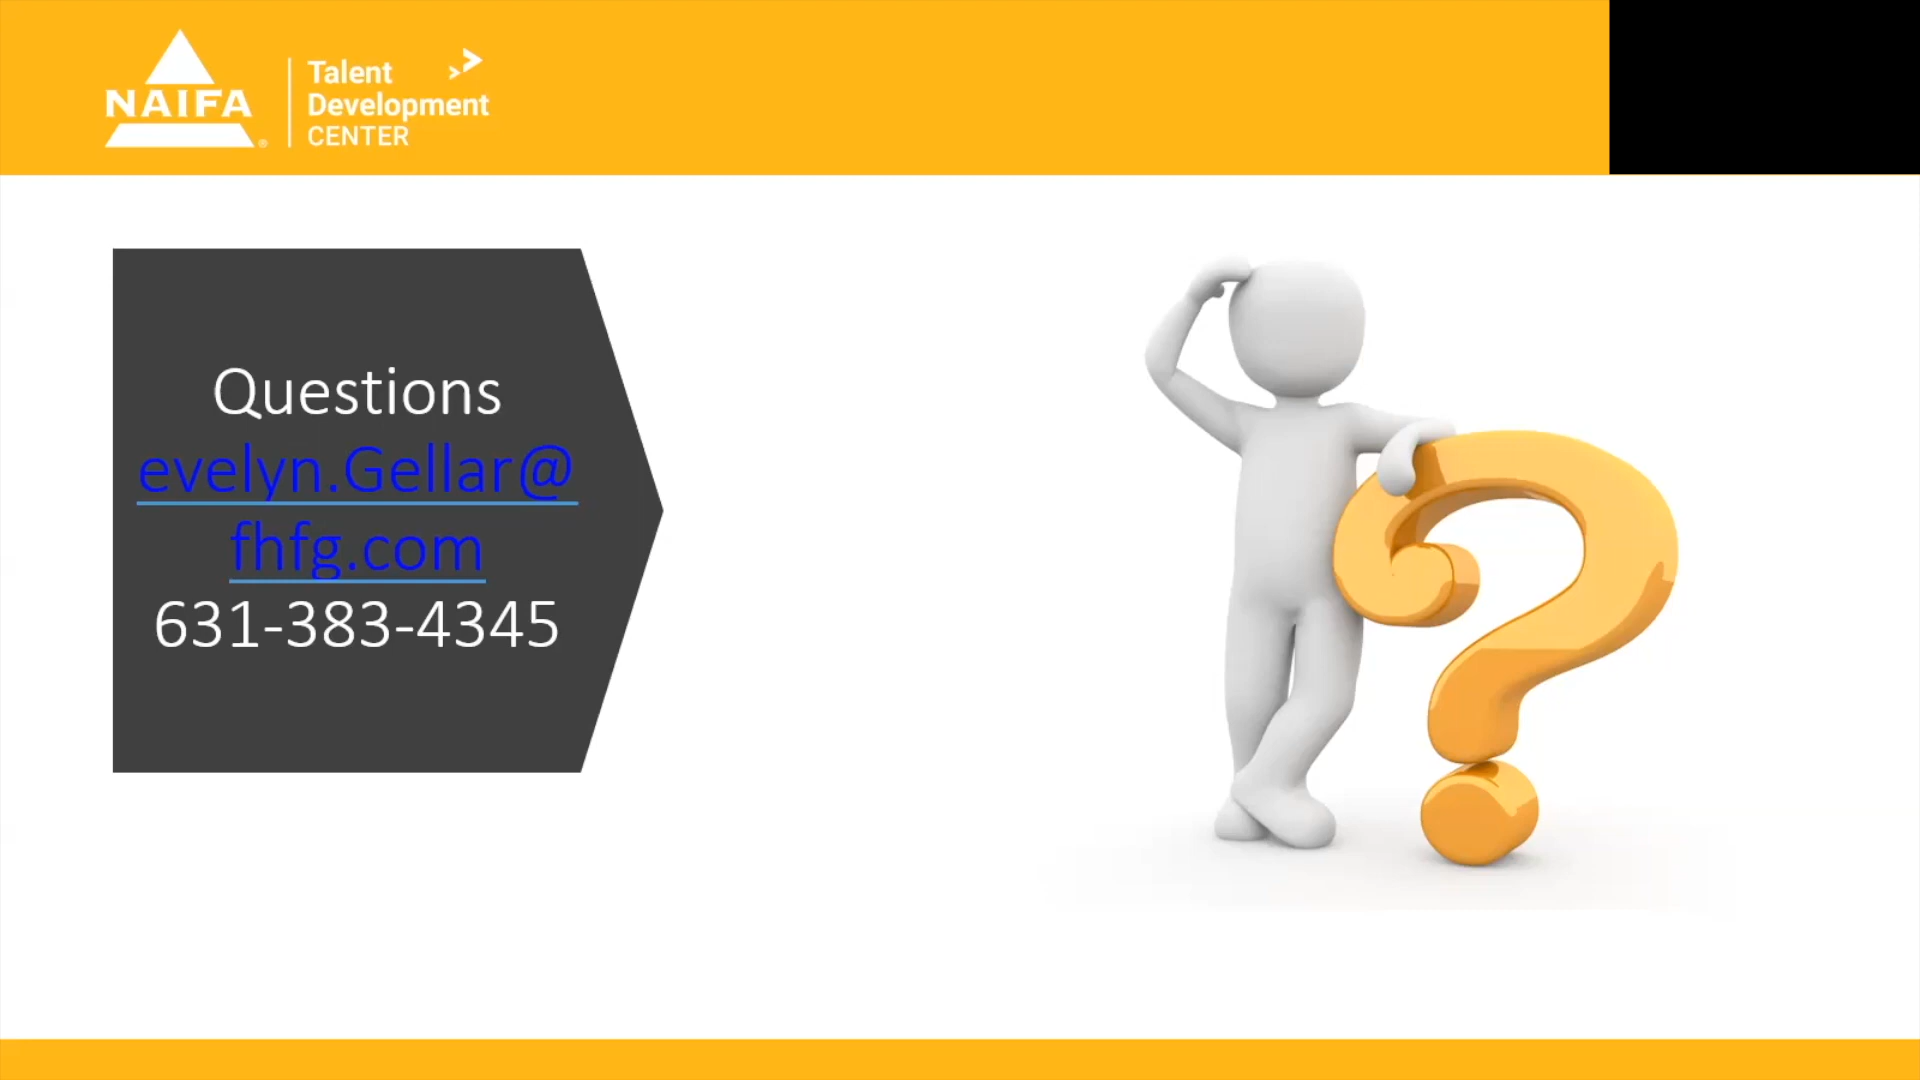 NAIFA®
Talent
Development
CENTER
Questions
evelyn.Gellar@
fhfg.com
631-383-4345